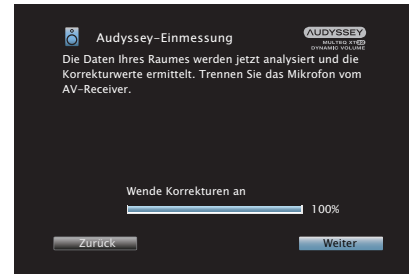 Audyssey-Einmessung
AUDYSSEY
MULTEQ XT32
DYNAMIC VOLUME
Die Daten Ihres Raumes werden jetzt analysiert und die
Korrekturwerte ermittelt. Trennen Sie das Mikrofon vom
AV-Receiver.
Wende Korrekturen an
100%
Zurück
Weiter